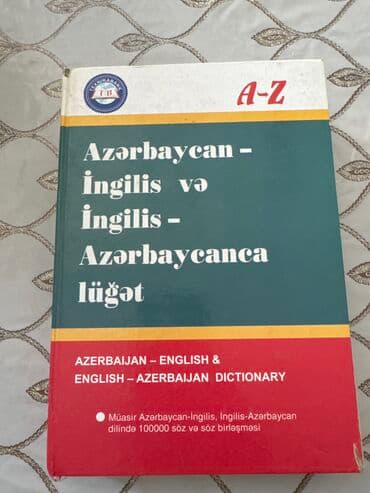 A-Z
Azərbaycan –
İngilis və
İngilis –
Azərbaycanca
lüğət
AZERBAIJAN – ENGLISH &
ENGLISH – AZERBAIJAN DICTIONARY
● Müasir Azərbaycan-İngilis, İngilis-Azərbaycan
dilində 100000 söz və söz birləşməsi